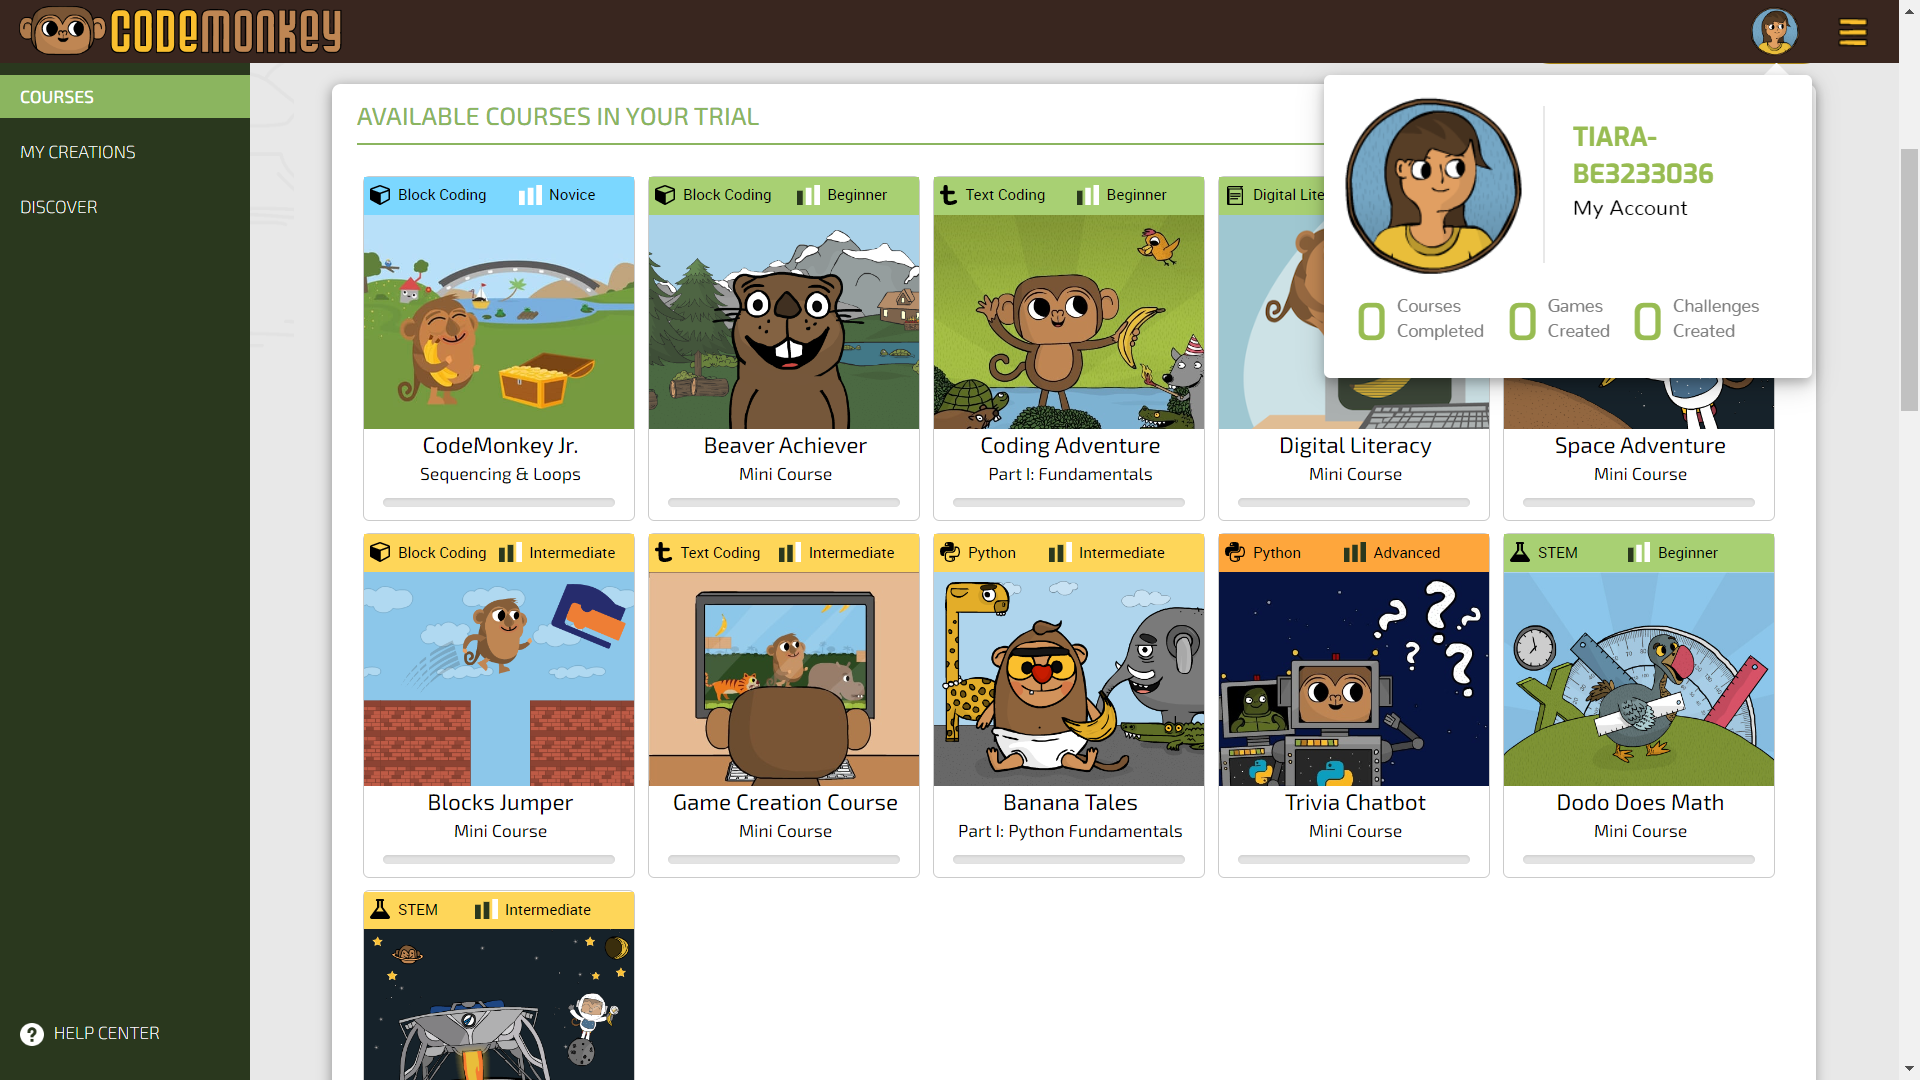 CODEMONKEY
COURSES
MY CREATIONS
DISCOVER
HELP CENTER
AVAILABLE COURSES IN YOUR TRIAL
TIARA-
BE3233036
My Account
0 Courses Completed
0 Games Created
0 Challenges Created
Block Coding Novice
CodeMonkey Jr.
Sequencing & Loops
Block Coding Beginner
Beaver Achiever
Mini Course
Text Coding Beginner
Coding Adventure
Part I: Fundamentals
Digital Lite
Digital Literacy
Mini Course
Space Adventure
Mini Course
Block Coding Intermediate
Blocks Jumper
Mini Course
Text Coding Intermediate
Game Creation Course
Mini Course
Python Intermediate
Banana Tales
Part I: Python Fundamentals
Python Advanced
Trivia Chatbot
Mini Course
STEM Beginner
Dodo Does Math
Mini Course
STEM Intermediate